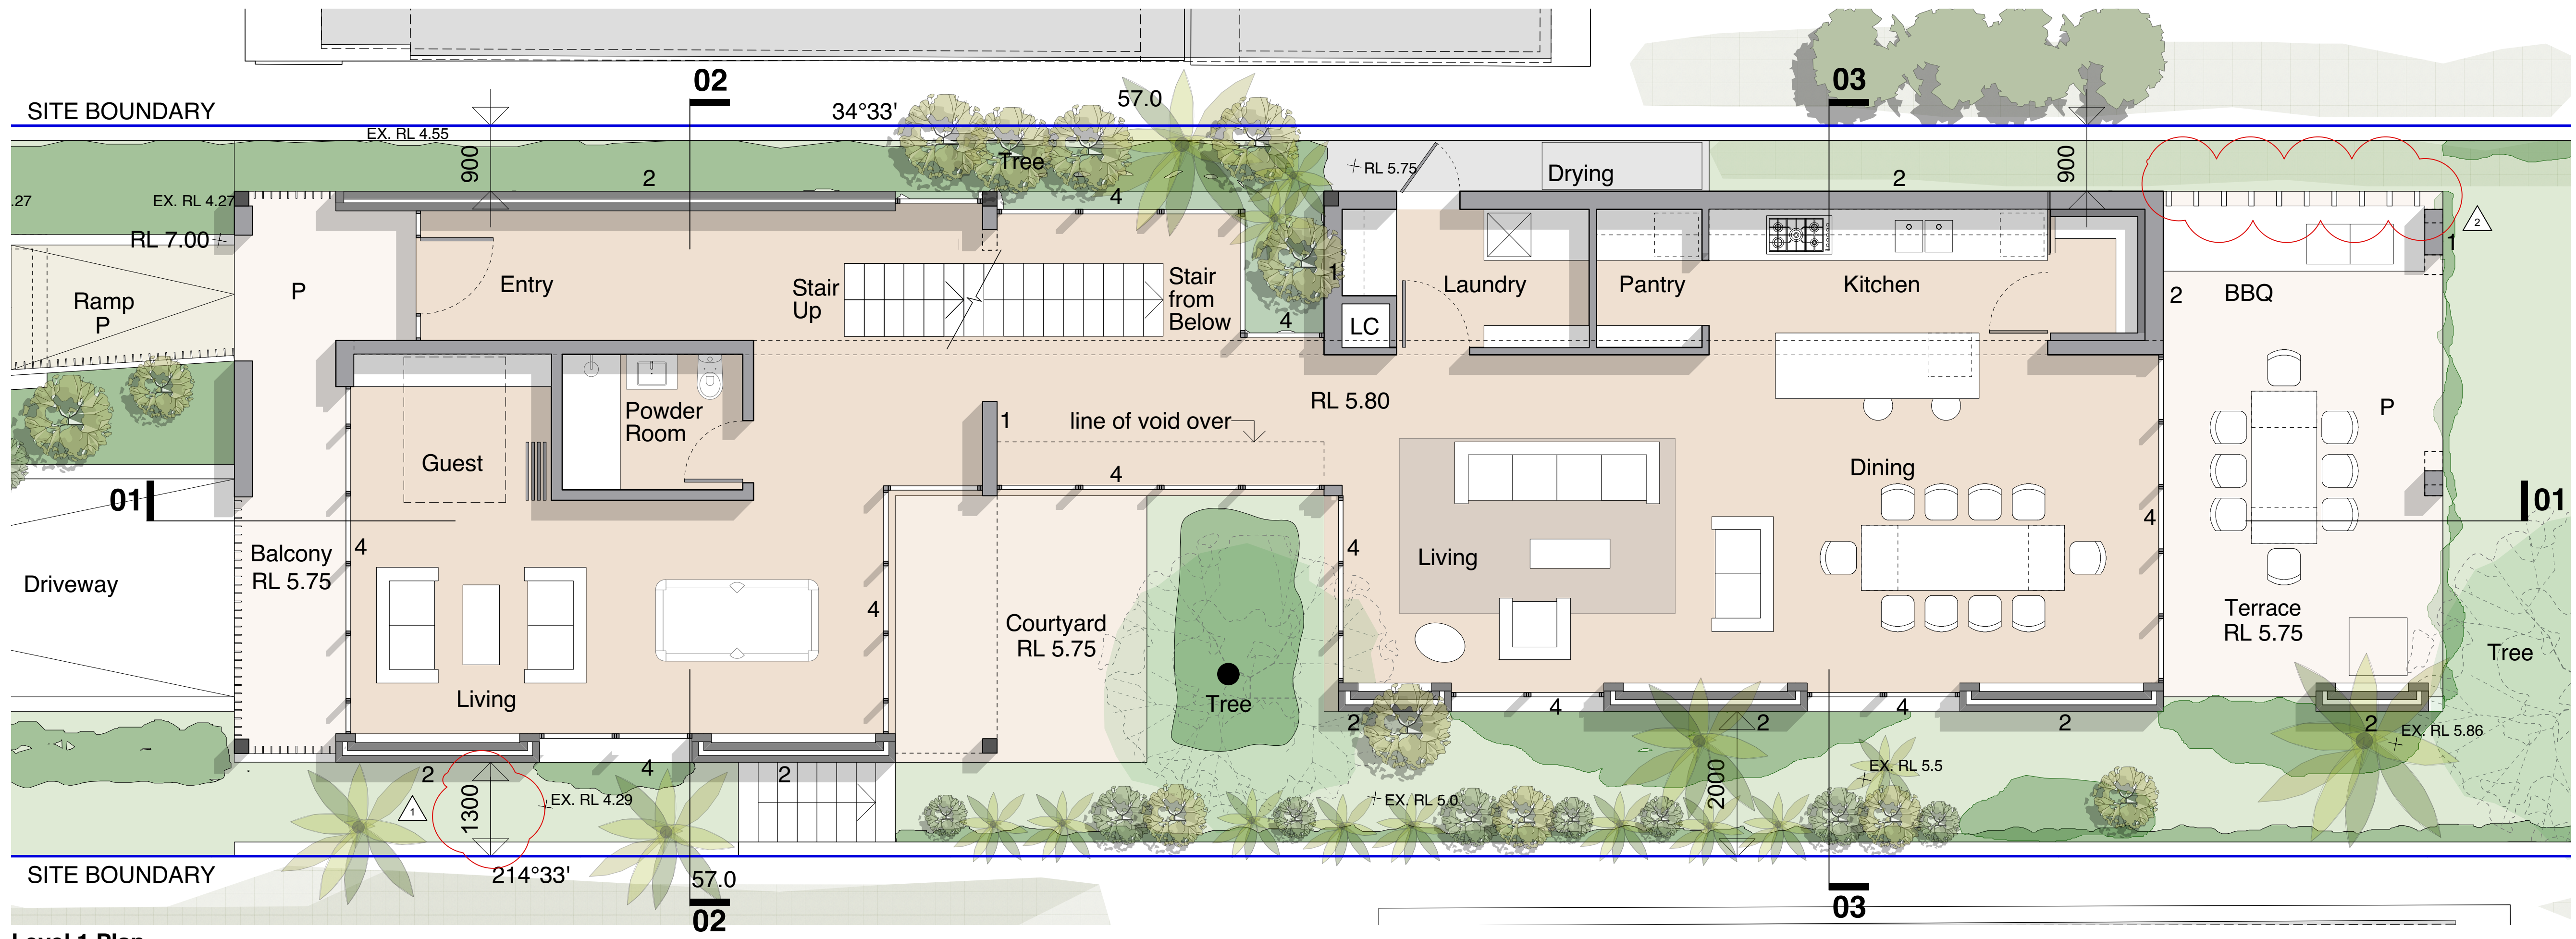 02
03
SITE BOUNDARY
34°33'
57.0
EX. RL 4.55
900
Tree
RL 5.75
Drying
900
2
4
2
.27
EX. RL 4.27
RL 7.00
2
1
Ramp
P
P
Entry
Stair
Up
Stair
from
Below
1
4
LC
Laundry
Pantry
Kitchen
2
BBQ
Powder
Room
1
line of void over
RL 5.80
P
Guest
4
Dining
01
01
Balcony
RL 5.75
4
4
Living
4
4
Driveway
Courtyard
RL 5.75
Terrace
RL 5.75
Tree
Living
Tree
2
4
2
4
2
2
EX. RL 5.86
2
4
2
1
1300
EX. RL 4.29
EX. RL 5.0
2000
EX. RL 5.5
SITE BOUNDARY
214°33'
57.0
02
03
Level 1 Plan